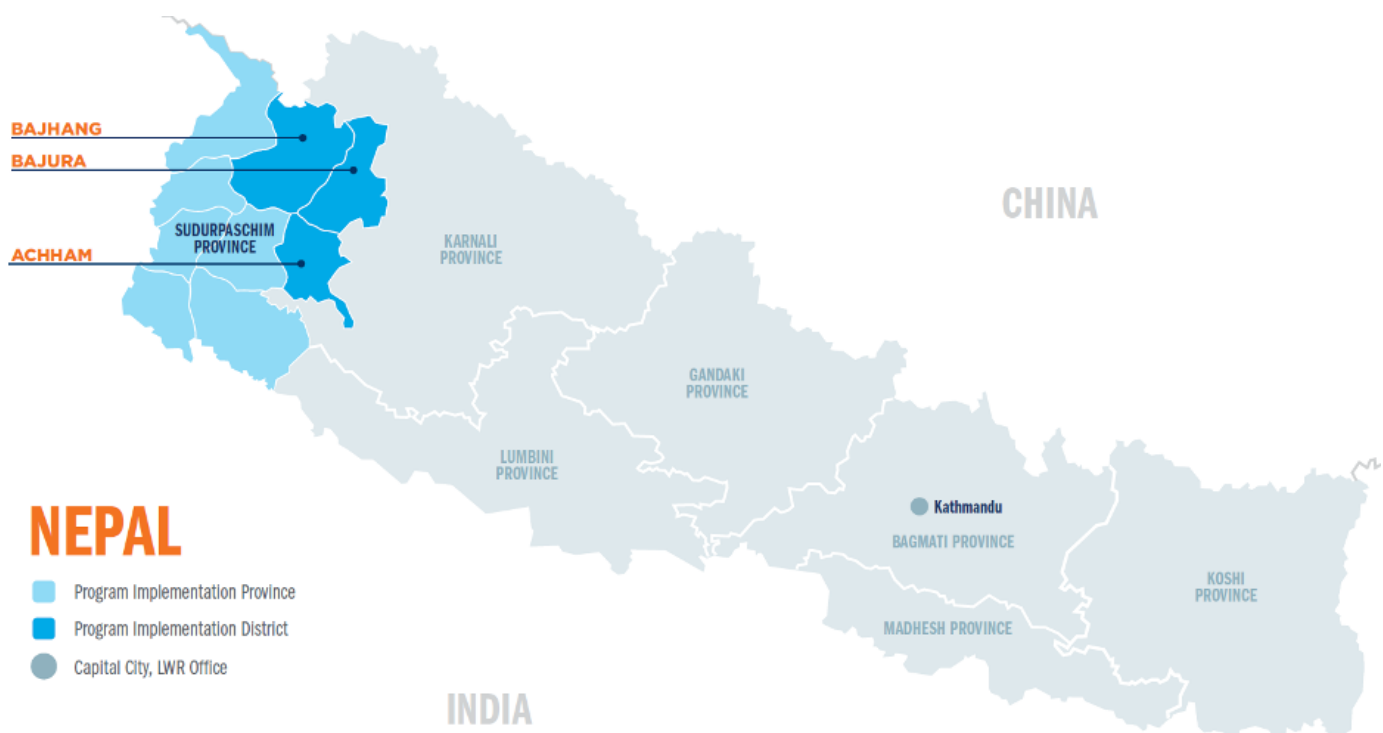 BAJHANG
BAJURA
SUDURPASCHIM
PROVINCE
ACHHAM
CHINA
KARNALI
PROVINCE
GANDAKI
PROVINCE
LUMBINI
PROVINCE
Kathmandu
BAGMATI PROVINCE
KOSHI
PROVINCE
MADHESH PROVINCE
INDIA
NEPAL
Program Implementation Province
Program Implementation District
Capital City, LWR Office